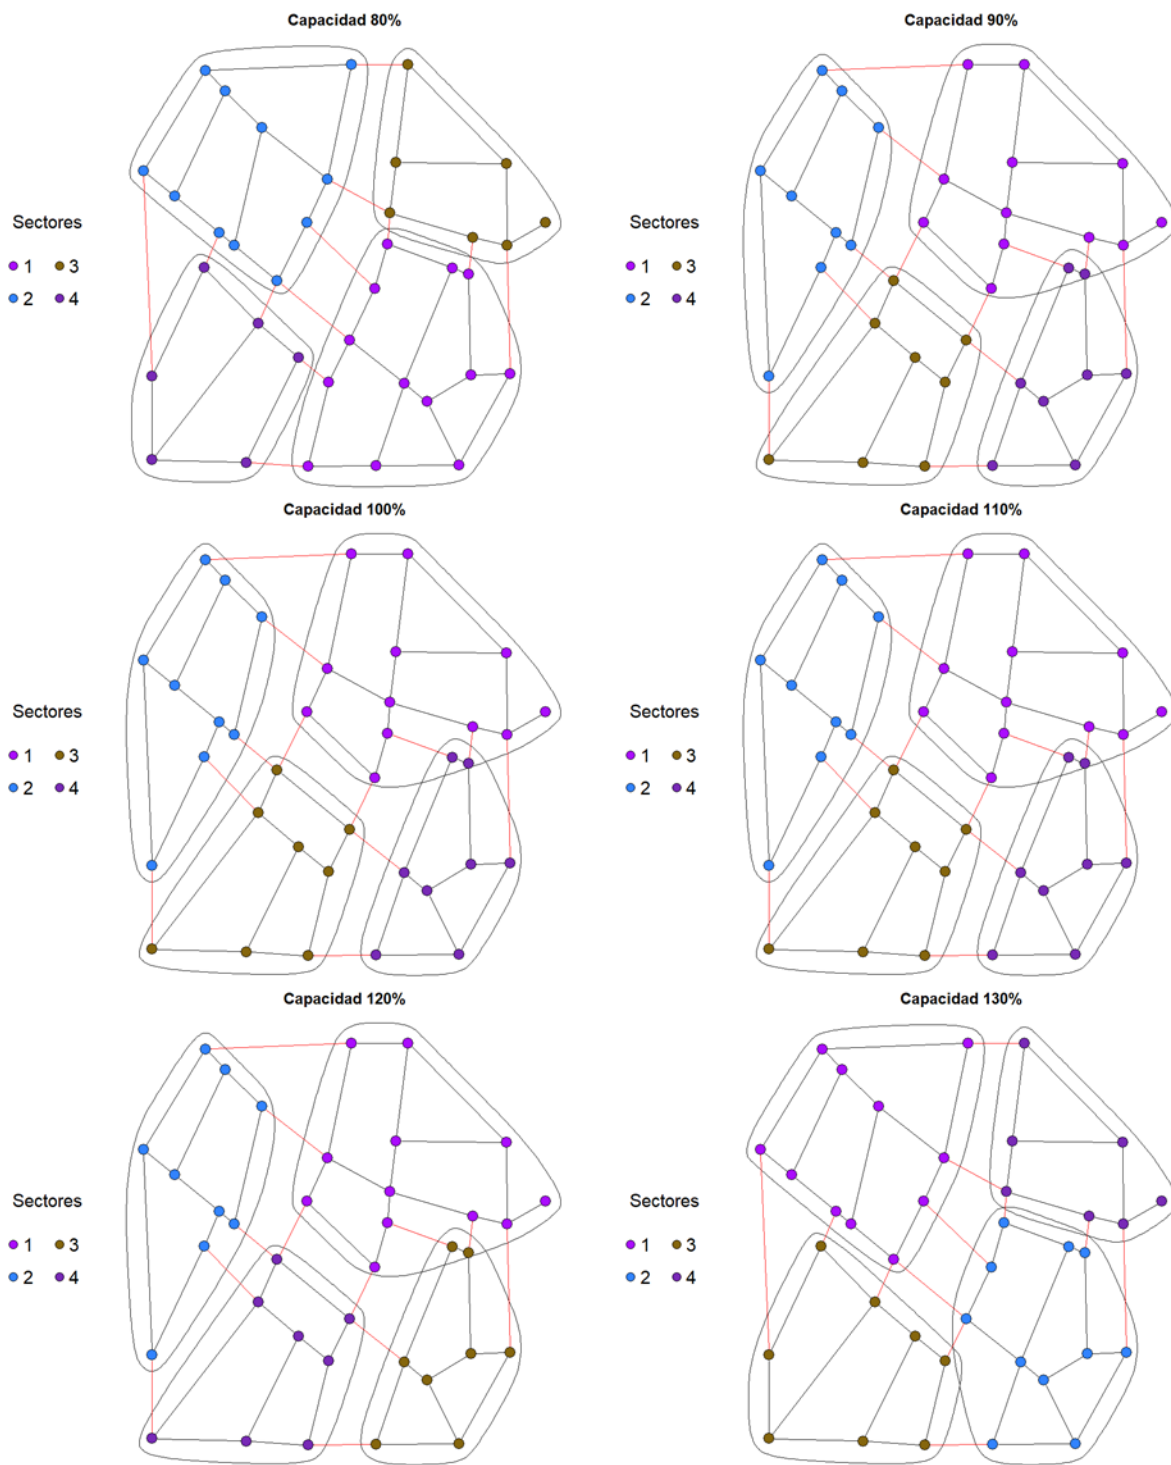 Capacidad 80%
Sectores
1 3
2 4
Capacidad 90%
Sectores
1 3
2 4
Capacidad 100%
Sectores
1 3
2 4
Capacidad 110%
Sectores
1 3
2 4
Capacidad 120%
Sectores
1 3
2 4
Capacidad 130%
Sectores
1 3
2 4